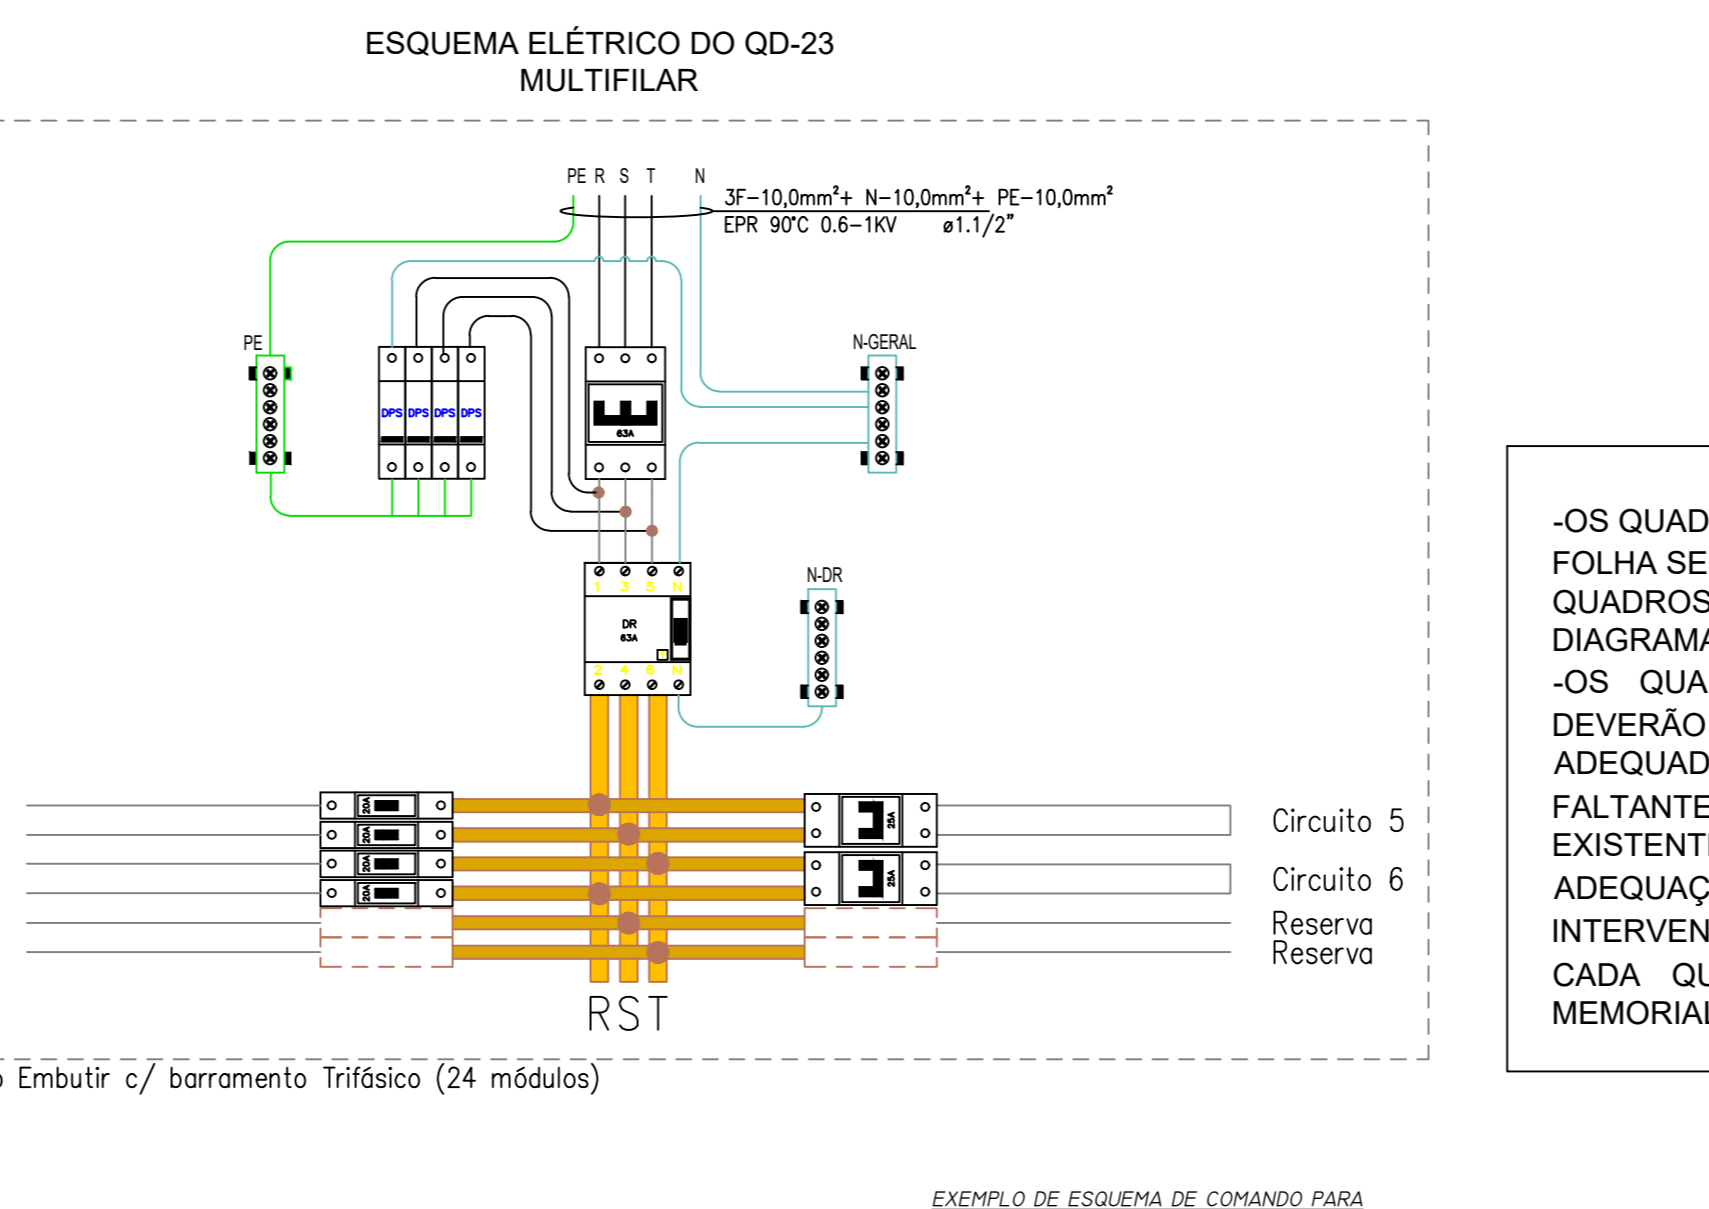 ESQUEMA ELÉTRICO DO QD-23
MULTIFILAR
PE R S T N
3F-10,0mm²+ N-10,0mm²+ PE-10,0mm²
EPR 90°C 0.6-1KV ø1.1/2"
PE
N-GERAL
DPS DPS DPS DPS
63A
N-DR
1 3 5 N
DR
63A
T
2 4 6 N
20A
20A
20A
20A
25A
25A
Circuito 5
Circuito 6
Reserva
Reserva
RST
Embutir c/ barramento Trifásico (24 módulos)
-OS QUAD
FOLHA SE
QUADROS
DIAGRAMA
-OS QUA
DEVERÃO
ADEQUAD
FALTANTE
EXISTENT
ADEQUAÇ
INTERVEN
CADA QU
MEMORIAL
EXEMPLO DE ESQUEMA DE COMANDO PARA